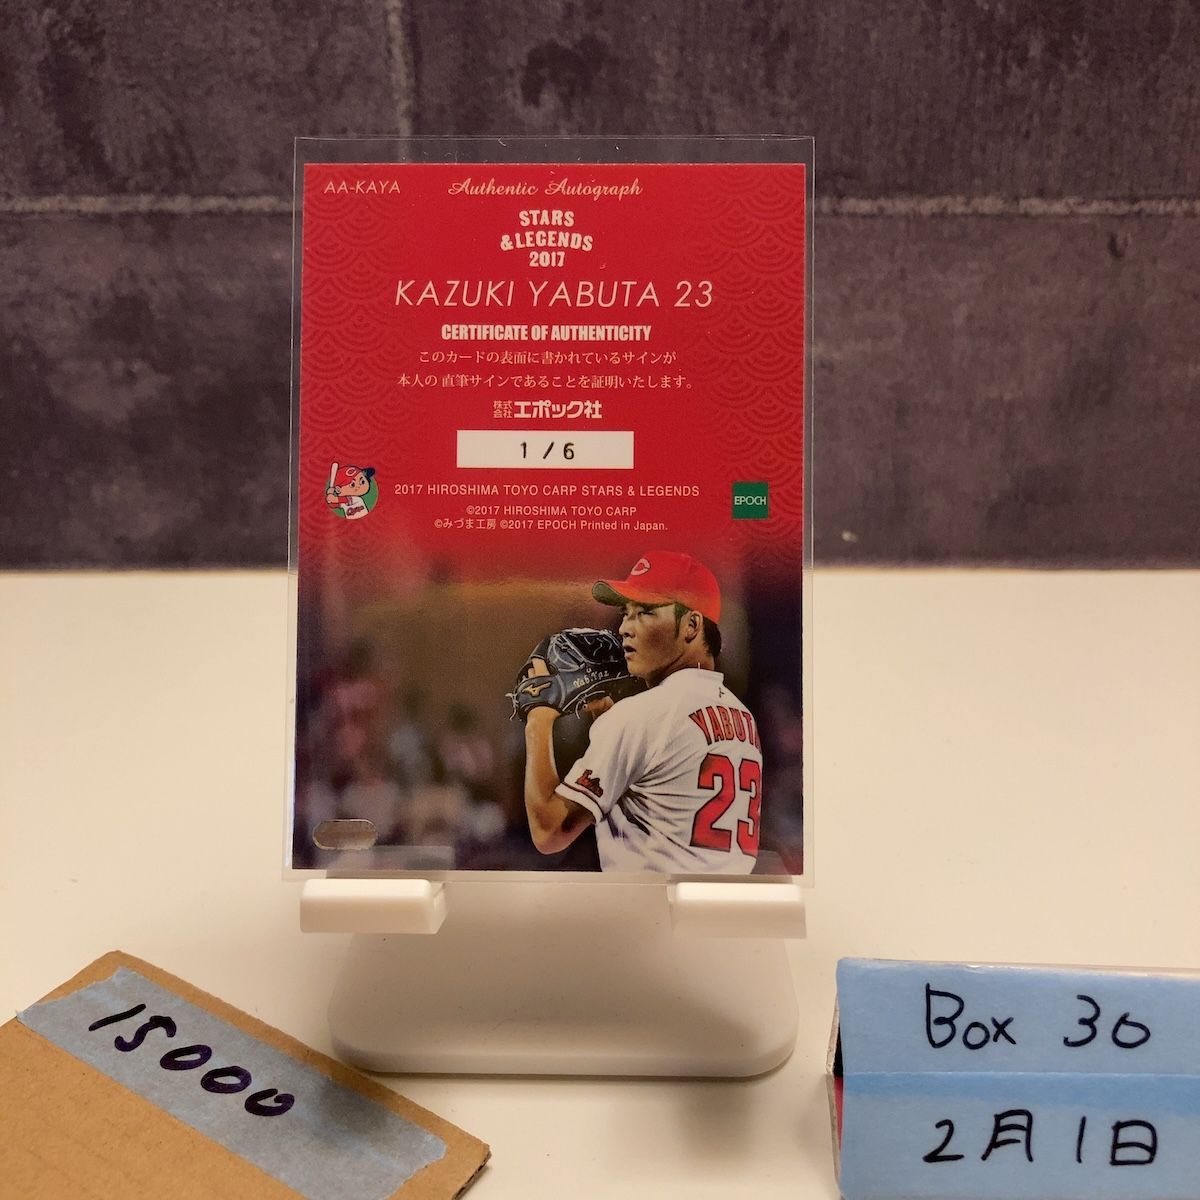 AA-KAYA
Authentic Autograph
STARS
& LEGENDS
2017
KAZUKI YABUTA 23
CERTIFICATE OF AUTHENTICITY
このカードの表面に書かれているサインが
本人の 直筆サインであることを証明いたします。
株式会社エポック社
1 / 6
2017 HIROSHIMA TOYO CARP STARS & LEGENDS
EPOCH
©2017 HIROSHIMA TOYO CARP
©みづま工房 ©2017 EPOCH Printed in Japan.
C
YABUTA
23
15000
Box 30
2月1日